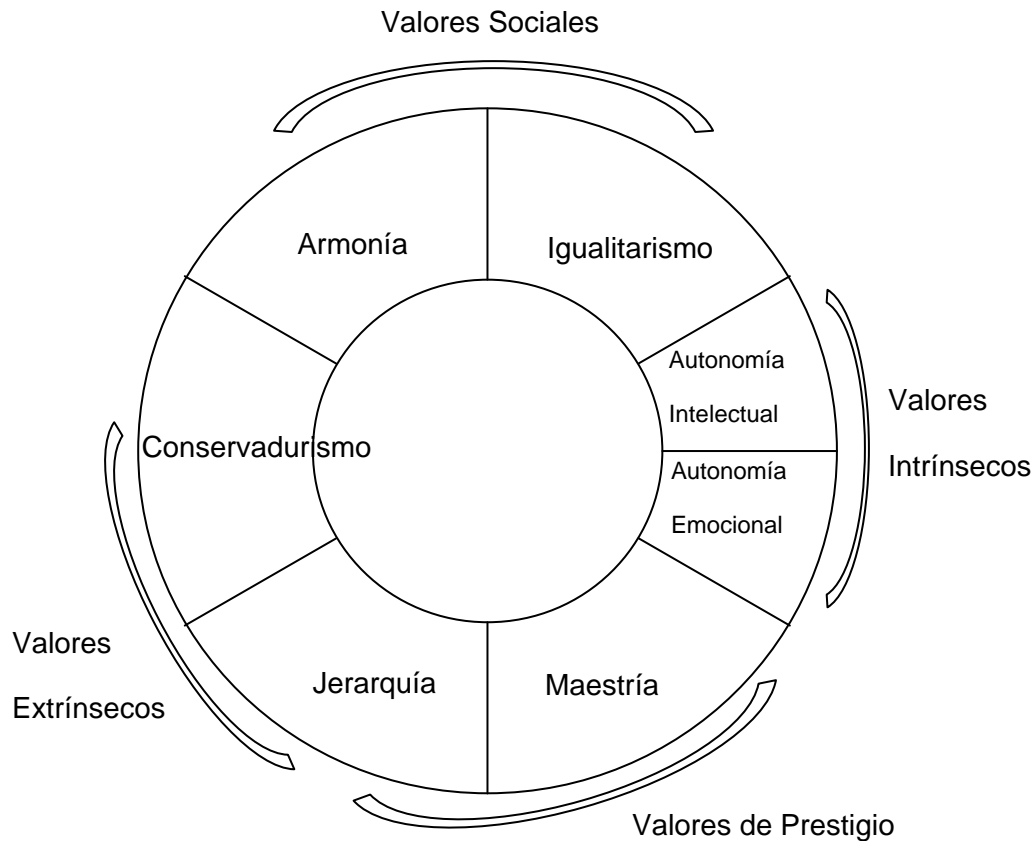 Valores Sociales
Armonía
Igualitarismo
Autonomía
Intelectual
Valores
Intrínsecos
Conservadurismo
Autonomía
Emocional
Valores
Extrínsecos
Jerarquía
Maestría
Valores de Prestigio